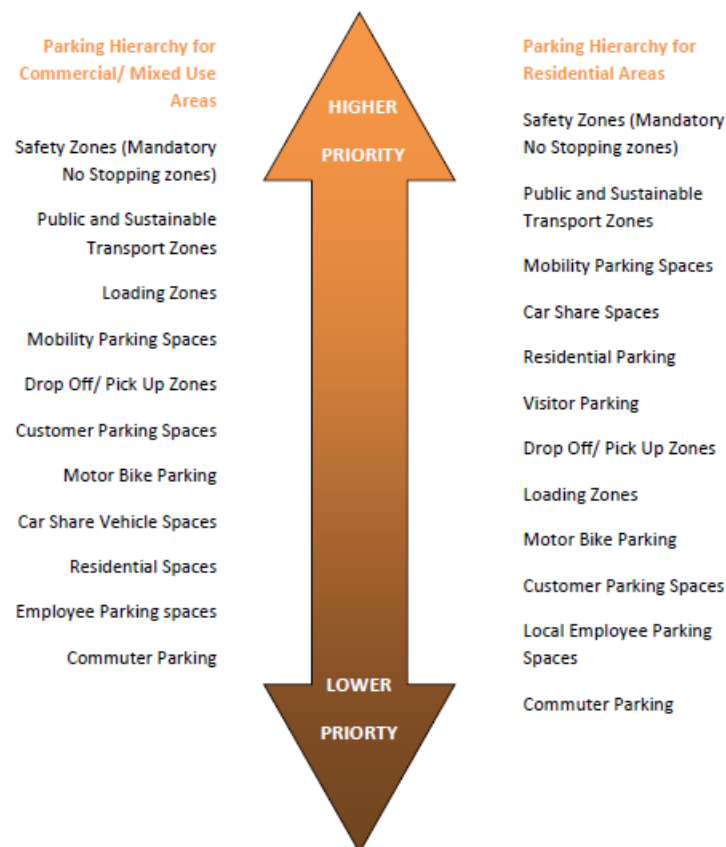 Parking Hierarchy for
Commercial/ Mixed Use
Areas
Safety Zones (Mandatory
No Stopping zones)
Public and Sustainable
Transport Zones
Loading Zones
Mobility Parking Spaces
Drop Off/ Pick Up Zones
Customer Parking Spaces
Motor Bike Parking
Car Share Vehicle Spaces
Residential Spaces
Employee Parking spaces
Commuter Parking
HIGHER
PRIORITY
LOWER
PRIORTY
Parking Hierarchy for
Residential Areas
Safety Zones (Mandatory
No Stopping zones)
Public and Sustainable
Transport Zones
Mobility Parking Spaces
Car Share Spaces
Residential Parking
Visitor Parking
Drop Off/ Pick Up Zones
Loading Zones
Motor Bike Parking
Customer Parking Spaces
Local Employee Parking
Spaces
Commuter Parking